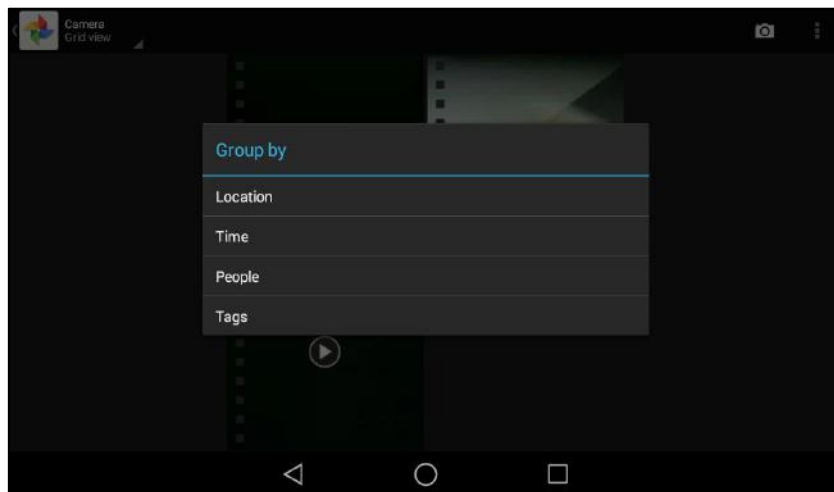 Camera
Grid view
Group by
Location
Time
People
Tags